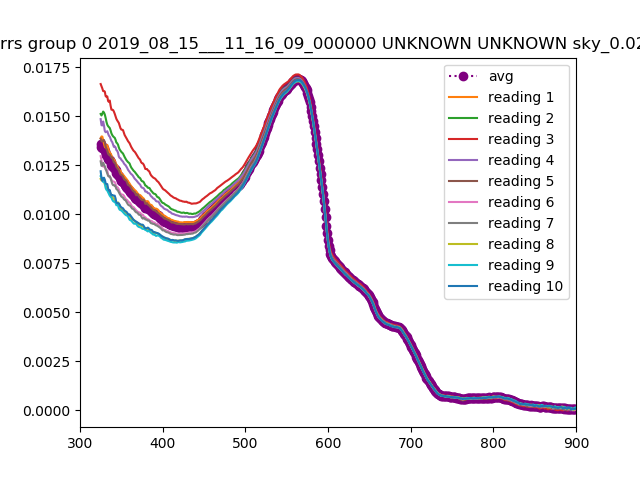 rrs group 0 2019_08_15___11_16_09_000000 UNKNOWN UNKNOWN sky_0.02
0.0175
0.0150
0.0125
0.0100
0.0075
0.0050
0.0025
0.0000
300 400 500 600 700 800 900
avg
reading 1
reading 2
reading 3
reading 4
reading 5
reading 6
reading 7
reading 8
reading 9
reading 10